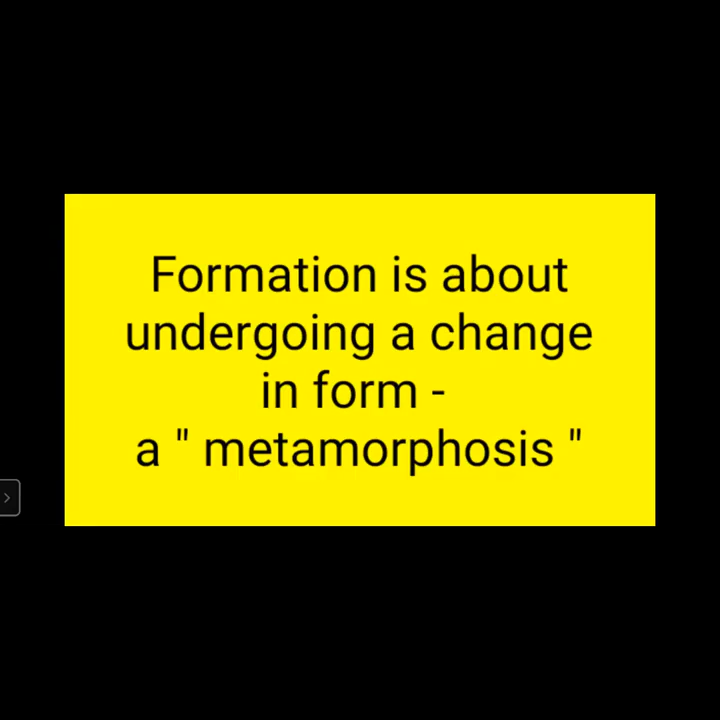 Formation is about
undergoing a change
in form -
a " metamorphosis "